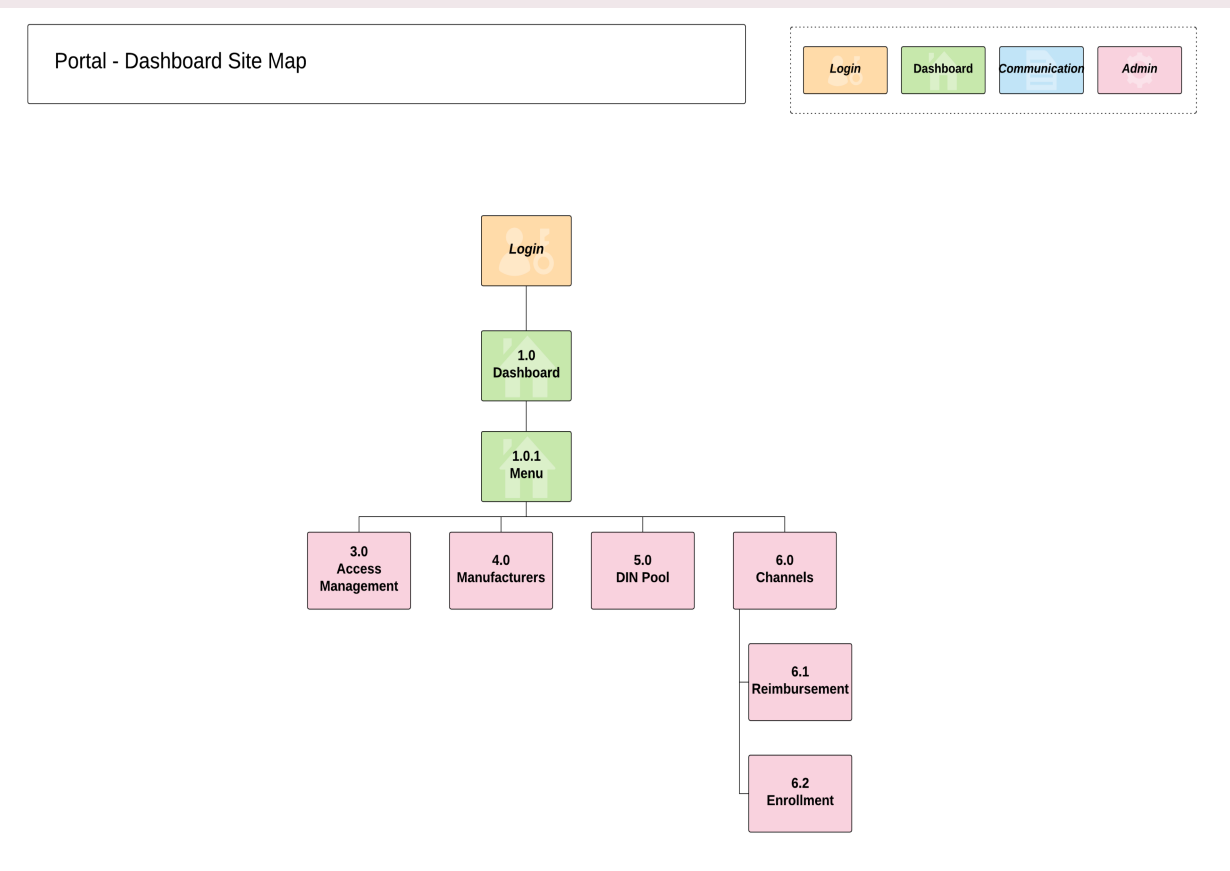 Portal - Dashboard Site Map
Login
Dashboard
Communication
Admin
Login
1.0
Dashboard
1.0.1
Menu
3.0
Access
Management
4.0
Manufacturers
5.0
DIN Pool
6.0
Channels
6.1
Reimbursement
6.2
Enrollment